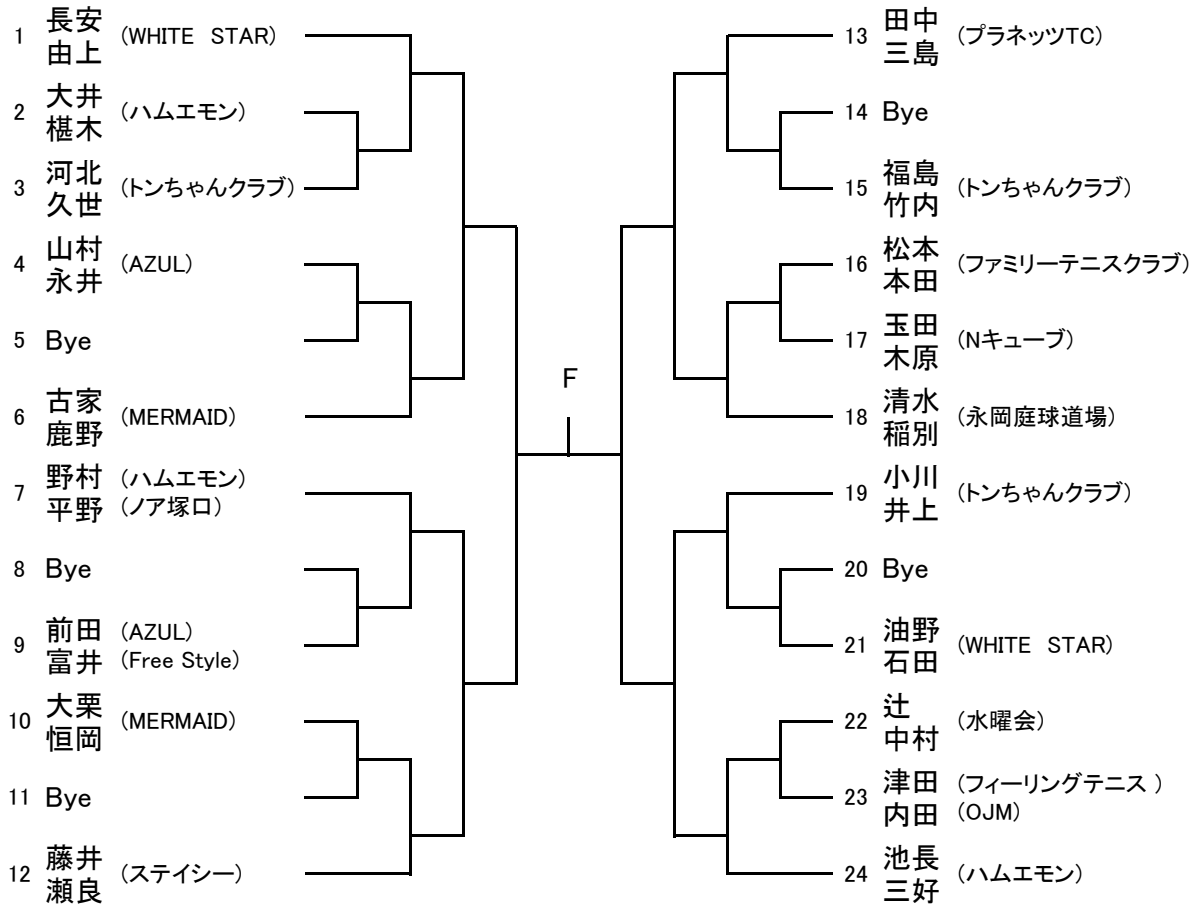 1 長安 (WHITE STAR)
由上
2 大井 (ハムエモン)
椹木
3 河北 (トンちゃんクラブ)
久世
4 山村 (AZUL)
永井
5 Bye
6 古家 (MERMAID)
鹿野
7 野村 (ハムエモン)
平野 (ノア塚口)
8 Bye
9 前田 (AZUL)
富井 (Free Style)
10 大栗 (MERMAID)
恒岡
11 Bye
12 藤井 (ステイシー)
瀬良
F
13 田中 (プラネッツTC)
三島
14 Bye
15 福島 (トンちゃんクラブ)
竹内
16 松本 (ファミリーテニスクラブ)
本田
17 玉田 (Nキューブ)
木原
18 清水 (永岡庭球道場)
稲別
19 小川 (トンちゃんクラブ)
井上
20 Bye
21 油野 (WHITE STAR)
石田
22 辻 (水曜会)
中村
23 津田 (フィーリングテニス )
内田 (OJM)
24 池長 (ハムエモン)
三好